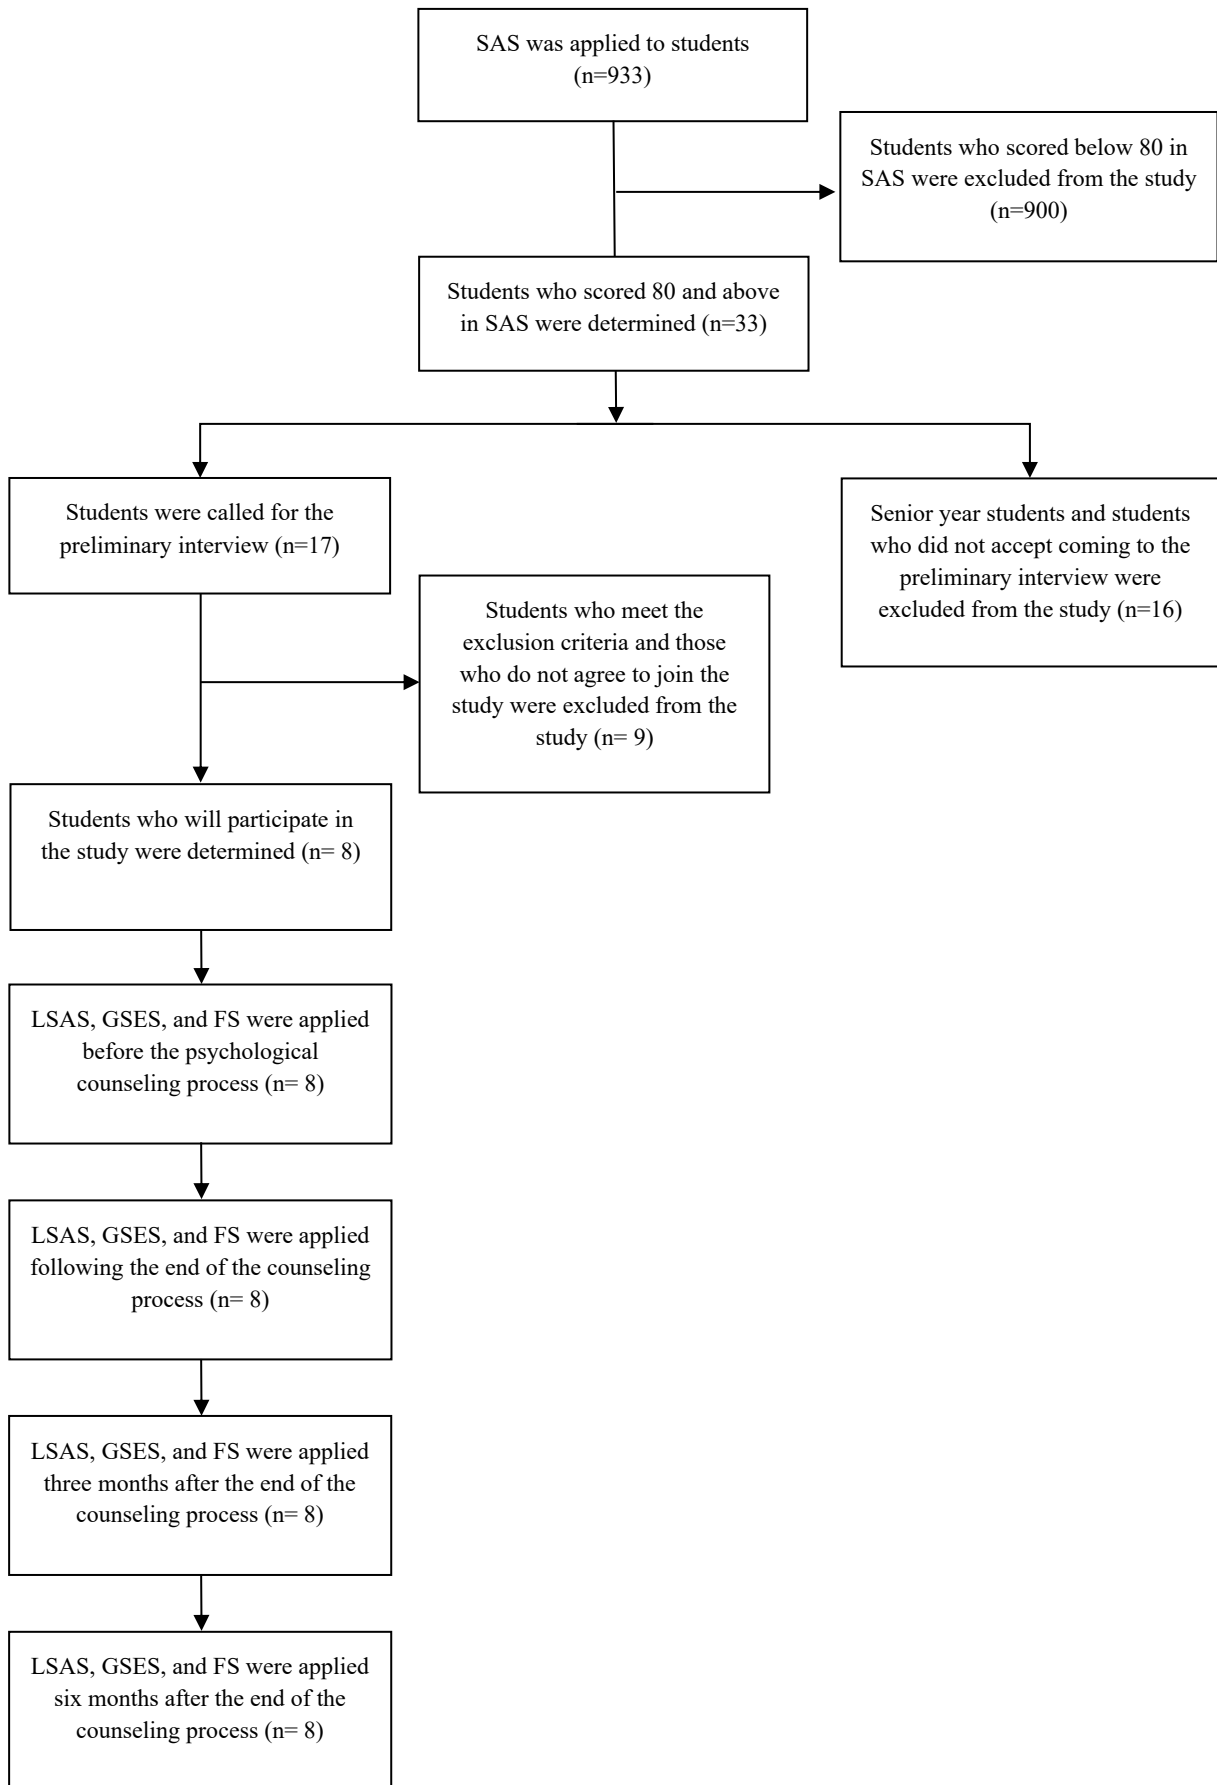 SAS was applied to students
(n=933)
Students who scored below 80 in
SAS were excluded from the study
(n=900)
Students who scored 80 and above
in SAS were determined (n=33)
Students were called for the
preliminary interview (n=17)
Senior year students and students
who did not accept coming to the
preliminary interview were
excluded from the study (n=16)
Students who meet the
exclusion criteria and those
who do not agree to join the
study were excluded from the
study (n= 9)
Students who will participate in
the study were determined (n= 8)
LSAS, GSES, and FS were applied
before the psychological
counseling process (n= 8)
LSAS, GSES, and FS were applied
following the end of the counseling
process (n= 8)
LSAS, GSES, and FS were applied
three months after the end of the
counseling process (n= 8)
LSAS, GSES, and FS were applied
six months after the end of the
counseling process (n= 8)